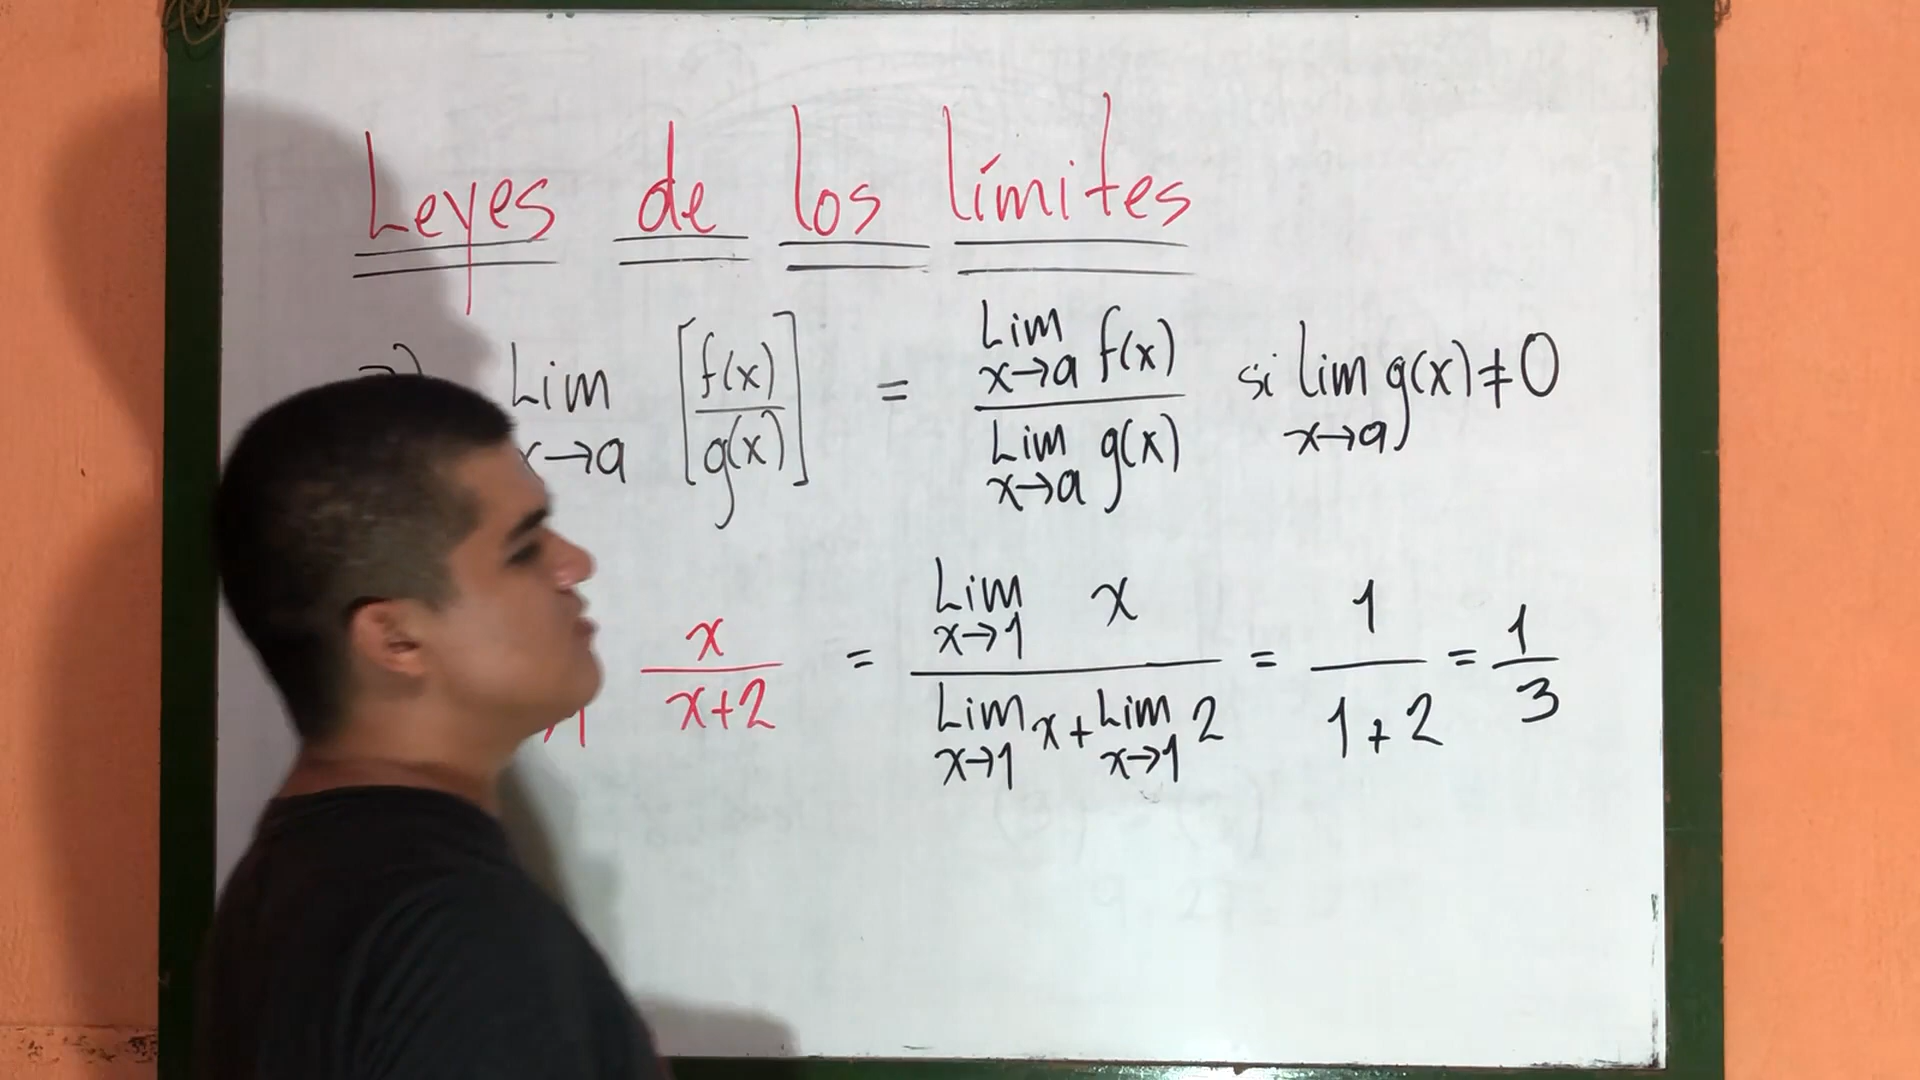 Leyes de los límites
Lim x→a [f(x)/g(x)] = Lim x→a f(x) / Lim x→a g(x) si lim x→a g(x) ≠ 0
x/x+2 = Lim x→1 x / Lim x→1 x + Lim x→1 2 = 1/1+2 = 1/3